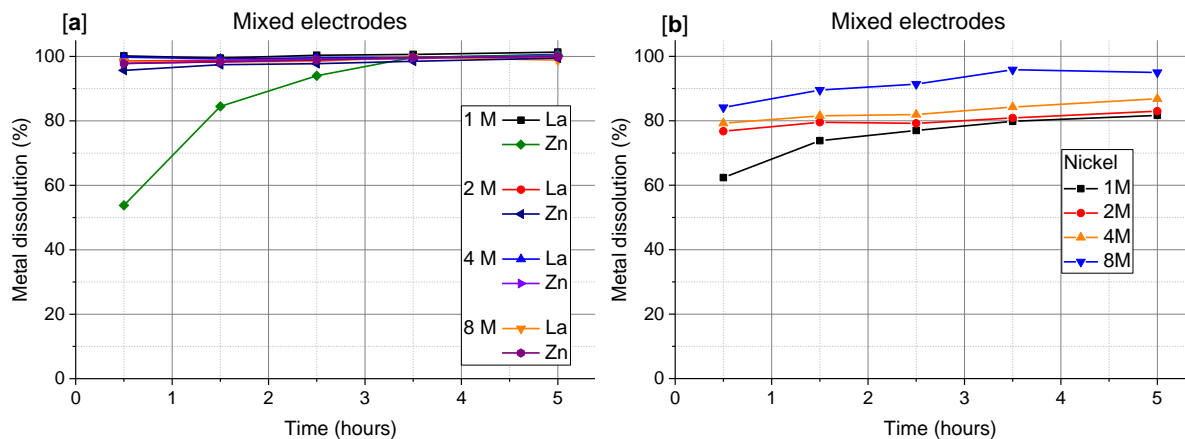 [a]
Mixed electrodes
Metal dissolution (%)
100
80
60
40
20
0
0 1 2 3 4 5
Time (hours)
1 M La
Zn
2 M La
Zn
4 M La
Zn
8 M La
Zn
[b]
Mixed electrodes
Metal dissolution (%)
100
80
60
40
20
0
0 1 2 3 4 5
Time (hours)
Nickel
1M
2M
4M
8M